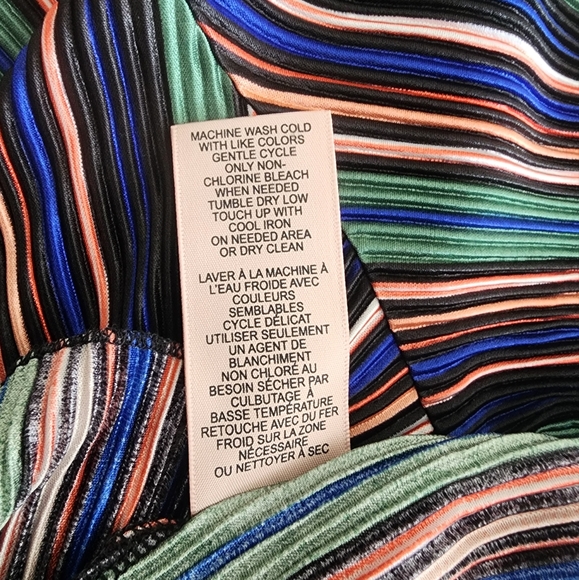 MACHINE WASH COLD
WITH LIKE COLORS
GENTLE CYCLE
ONLY NON-
CHLORINE BLEACH
WHEN NEEDED
TUMBLE DRY LOW
TOUCH UP WITH
COOL IRON
ON NEEDED AREA
OR DRY CLEAN
LAVER À LA MACHINE À
L'EAU FROIDE AVEC
COULEURS
SEMBLABLES
CYCLE DÉLICAT
UTILISER SEULEMENT
UN AGENT DE
BLANCHIMENT
NON CHLORÉ AU
BESOIN SÉCHER PAR
CULBUTAGE À
BASSE TEMPÉRATURE
RETOUCHE AVEC DU FER
FROID SUR LA ZONE
NÉCESSAIRE
OU NETTOYER À SEC